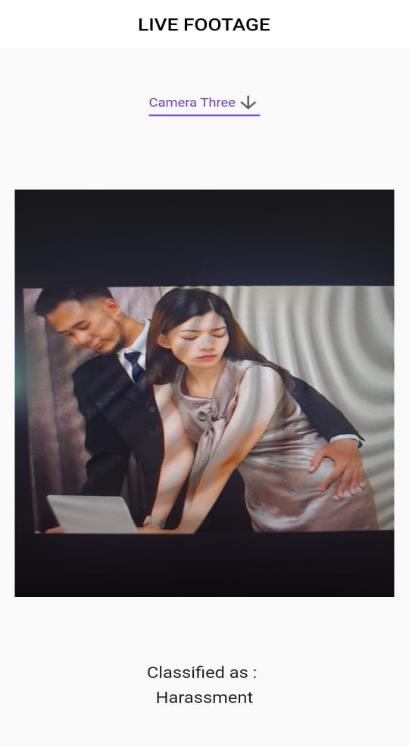 LIVE FOOTAGE
Camera Three
Classified as :
Harassment